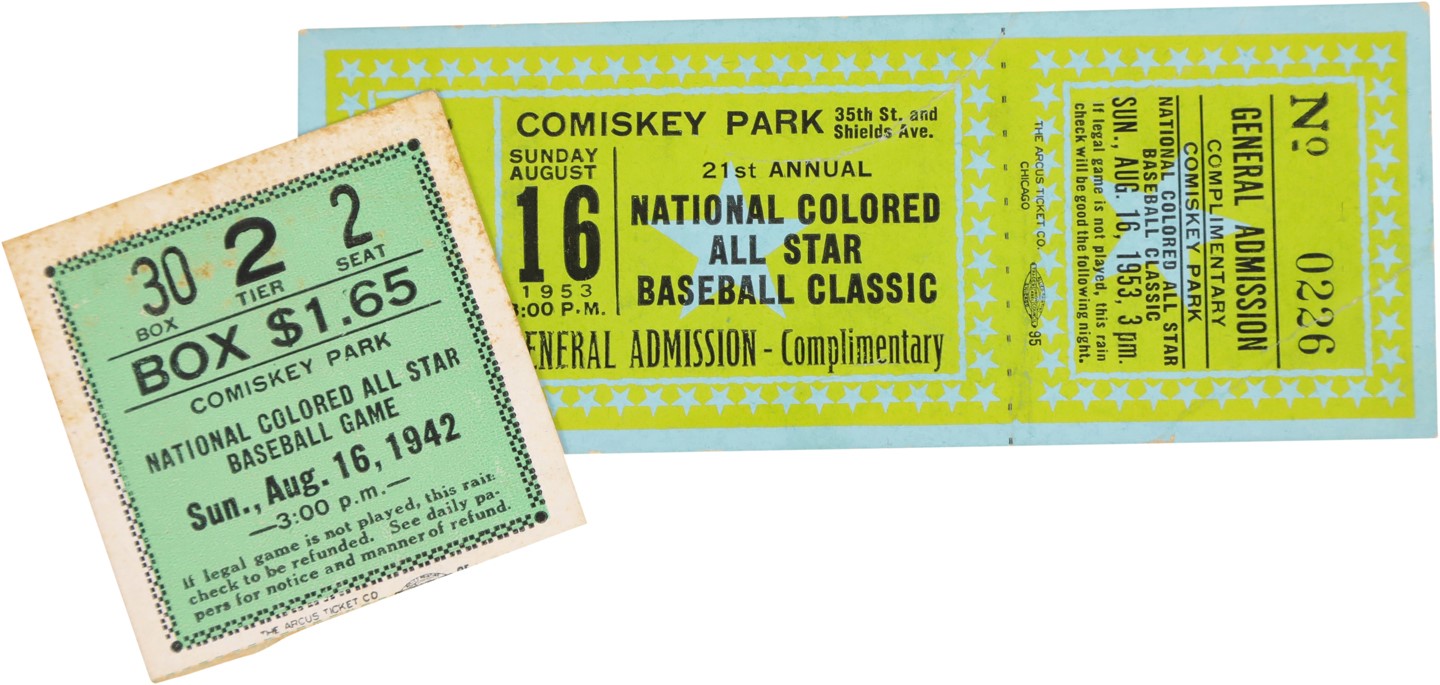 30 2 2
BOX TIER SEAT
BOX $1.65
COMISKEY PARK
NATIONAL COLORED ALL STAR
BASEBALL GAME
Sun., Aug. 16, 1942
—3:00 p.m.—
If legal game is not played, this rain
check to be refunded. See daily pa-
pers for notice and manner of refund.
THE ARCUS TICKET CO
COMISKEY PARK 35th St. and
Shields Ave.
SUNDAY
AUGUST
16
1953
:00 P.M.
21st ANNUAL
NATIONAL COLORED
ALL STAR
BASEBALL CLASSIC
ENERAL ADMISSION - Complimentary
No. 0226
GENERAL ADMISSION
COMPLIMENTARY
COMISKEY PARK
NATIONAL COLORED ALL STAR
BASEBALL CLASSIC
SUN., AUG. 16, 1953, 3 pm.
If legal game is not played, this rain
check will be good the following night.
THE ARCUS TICKET CO. 95
CHICAGO